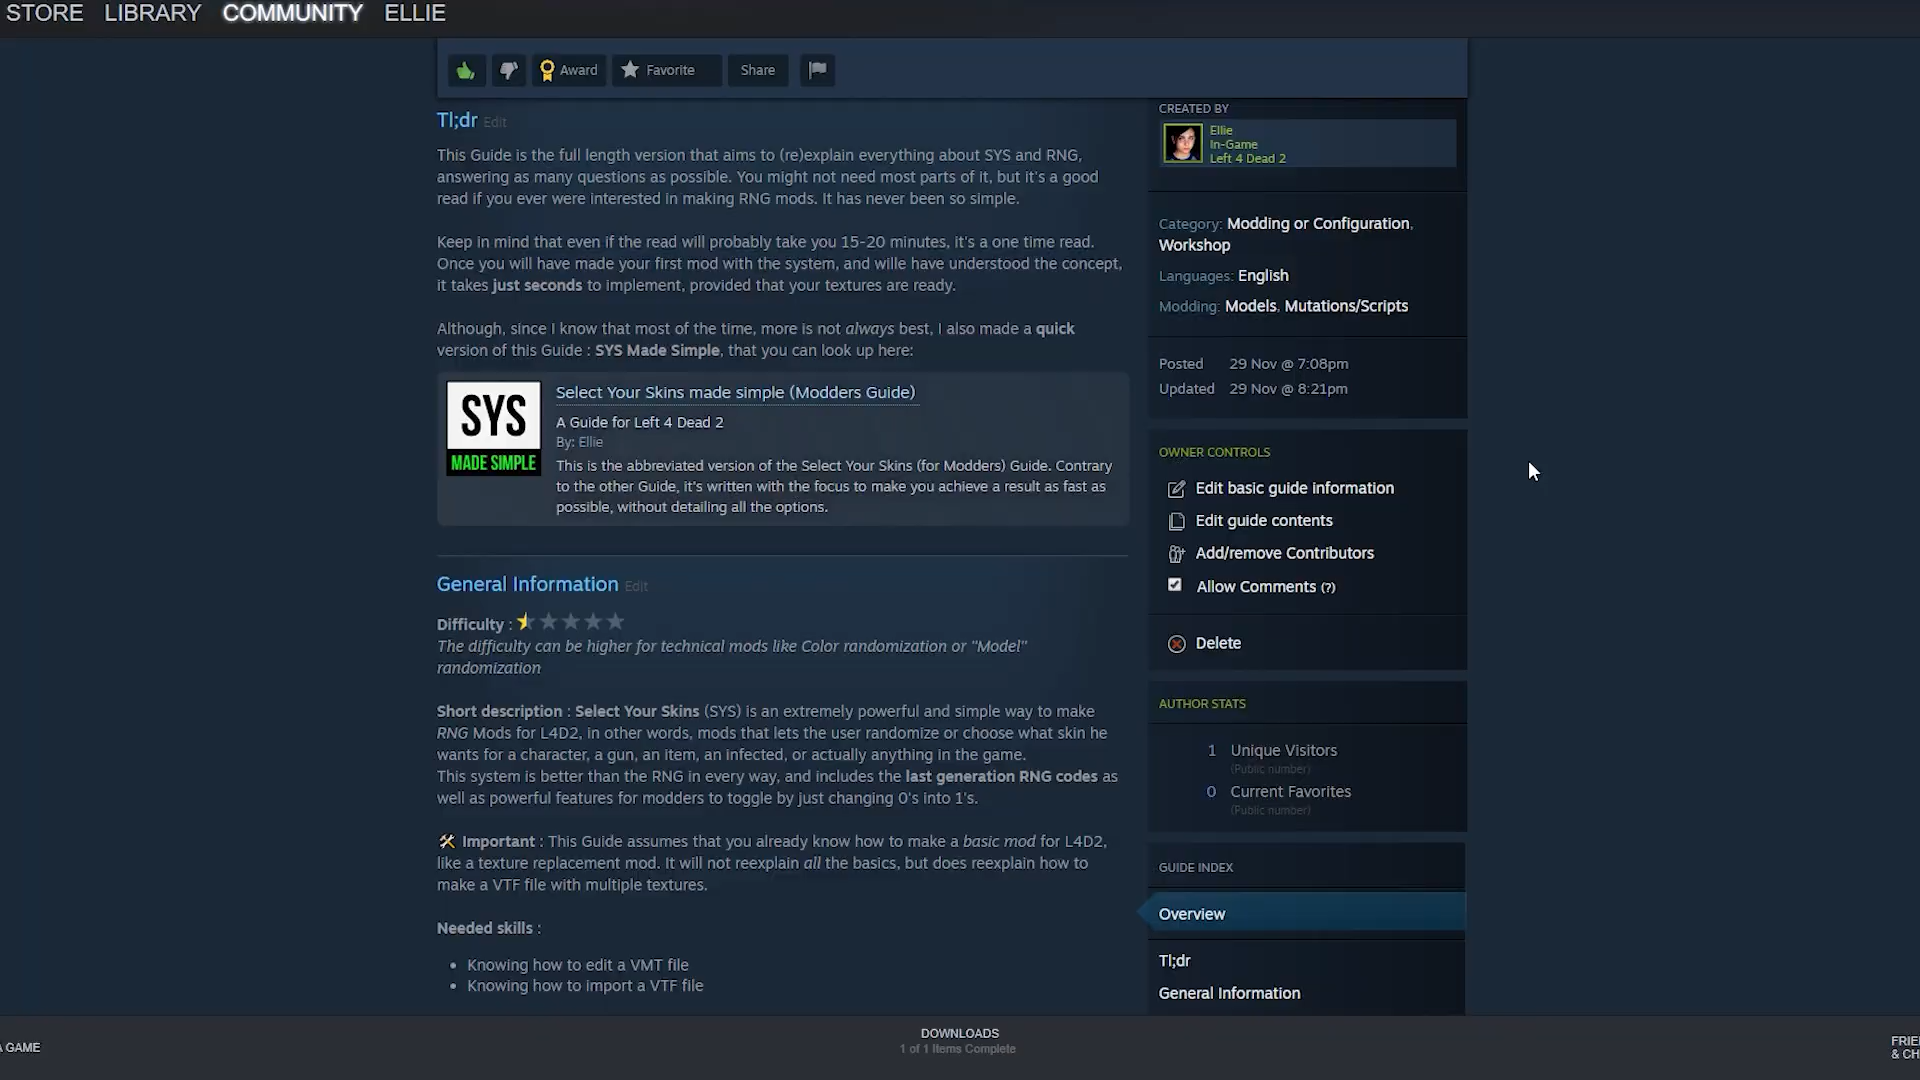 STORE LIBRARY COMMUNITY ELLIE
Award Favorite Share
Tl;dr Edit
This Guide is the full length version that aims to (re)explain everything about SYS and RNG,
answering as many questions as possible. You might not need most parts of it, but it's a good
read if you ever were interested in making RNG mods. It has never been so simple.
Keep in mind that even if the read will probably take you 15-20 minutes, it's a one time read.
Once you will have made your first mod with the system, and wille have understood the concept,
it takes just seconds to implement, provided that your textures are ready.
Although, since I know that most of the time, more is not always best, I also made a quick
version of this Guide : SYS Made Simple, that you can look up here:
SYS
MADE SIMPLE
Select Your Skins made simple (Modders Guide)
A Guide for Left 4 Dead 2
By: Ellie
This is the abbreviated version of the Select Your Skins (for Modders) Guide. Contrary
to the other Guide, it's written with the focus to make you achieve a result as fast as
possible, without detailing all the options.
General Information Edit
Difficulty :
The difficulty can be higher for technical mods like Color randomization or "Model"
randomization
Short description : Select Your Skins (SYS) is an extremely powerful and simple way to make
RNG Mods for L4D2, in other words, mods that lets the user randomize or choose what skin he
wants for a character, a gun, an item, an infected, or actually anything in the game.
This system is better than the RNG in every way, and includes the last generation RNG codes as
well as powerful features for modders to toggle by just changing 0's into 1's.
Important : This Guide assumes that you already know how to make a basic mod for L4D2,
like a texture replacement mod. It will not reexplain all the basics, but does reexplain how to
make a VTF file with multiple textures.
Needed skills :
• Knowing how to edit a VMT file
• Knowing how to import a VTF file
CREATED BY
Ellie
In-Game
Left 4 Dead 2
Category: Modding or Configuration,
Workshop
Languages: English
Modding: Models, Mutations/Scripts
Posted 29 Nov @ 7:08pm
Updated 29 Nov @ 8:21pm
OWNER CONTROLS
Edit basic guide information
Edit guide contents
Add/remove Contributors
Allow Comments (?)
Delete
AUTHOR STATS
1 Unique Visitors
(Public number)
0 Current Favorites
(Public number)
GUIDE INDEX
Overview
Tl;dr
General Information
A GAME
DOWNLOADS
1 of 1 Items Complete
FRIE
& CH